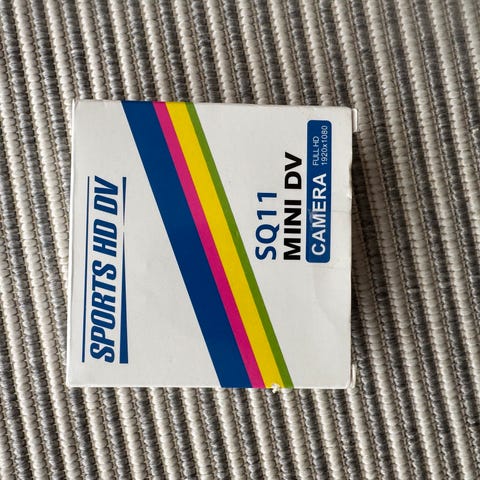 SPORTS HD DV
SQ11
MINI DV
CAMERA
FULL HD
1920x1080